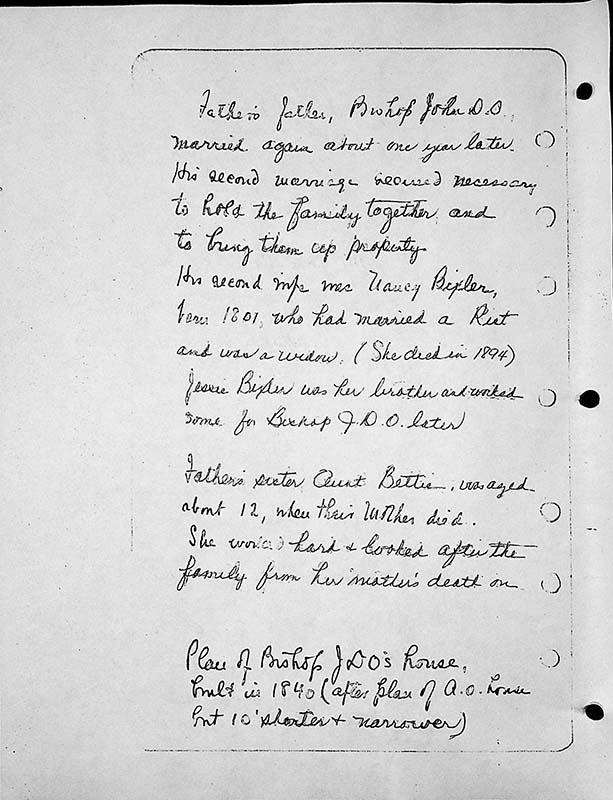 Father's father, Bishop John D.O.,
married again about one year later.
His second marriage seemed necessary
to hold the family together and
to bring them up properly
His second wife was Nancy Bixler,
born 1801, who had married a Rist
and was a widow. (She died in 1894)
Jessie Bixler was her brother and worked
some for Bishop J.D.O. later
Father's sister Aunt Bettie, was aged
about 12, when their Mother died.
She worked hard & looked after the
family from her mother's death on
Plan of Bishop JDO's house,
built in 1840 (after plan of A.O. house
but 10' shorter & narrower)